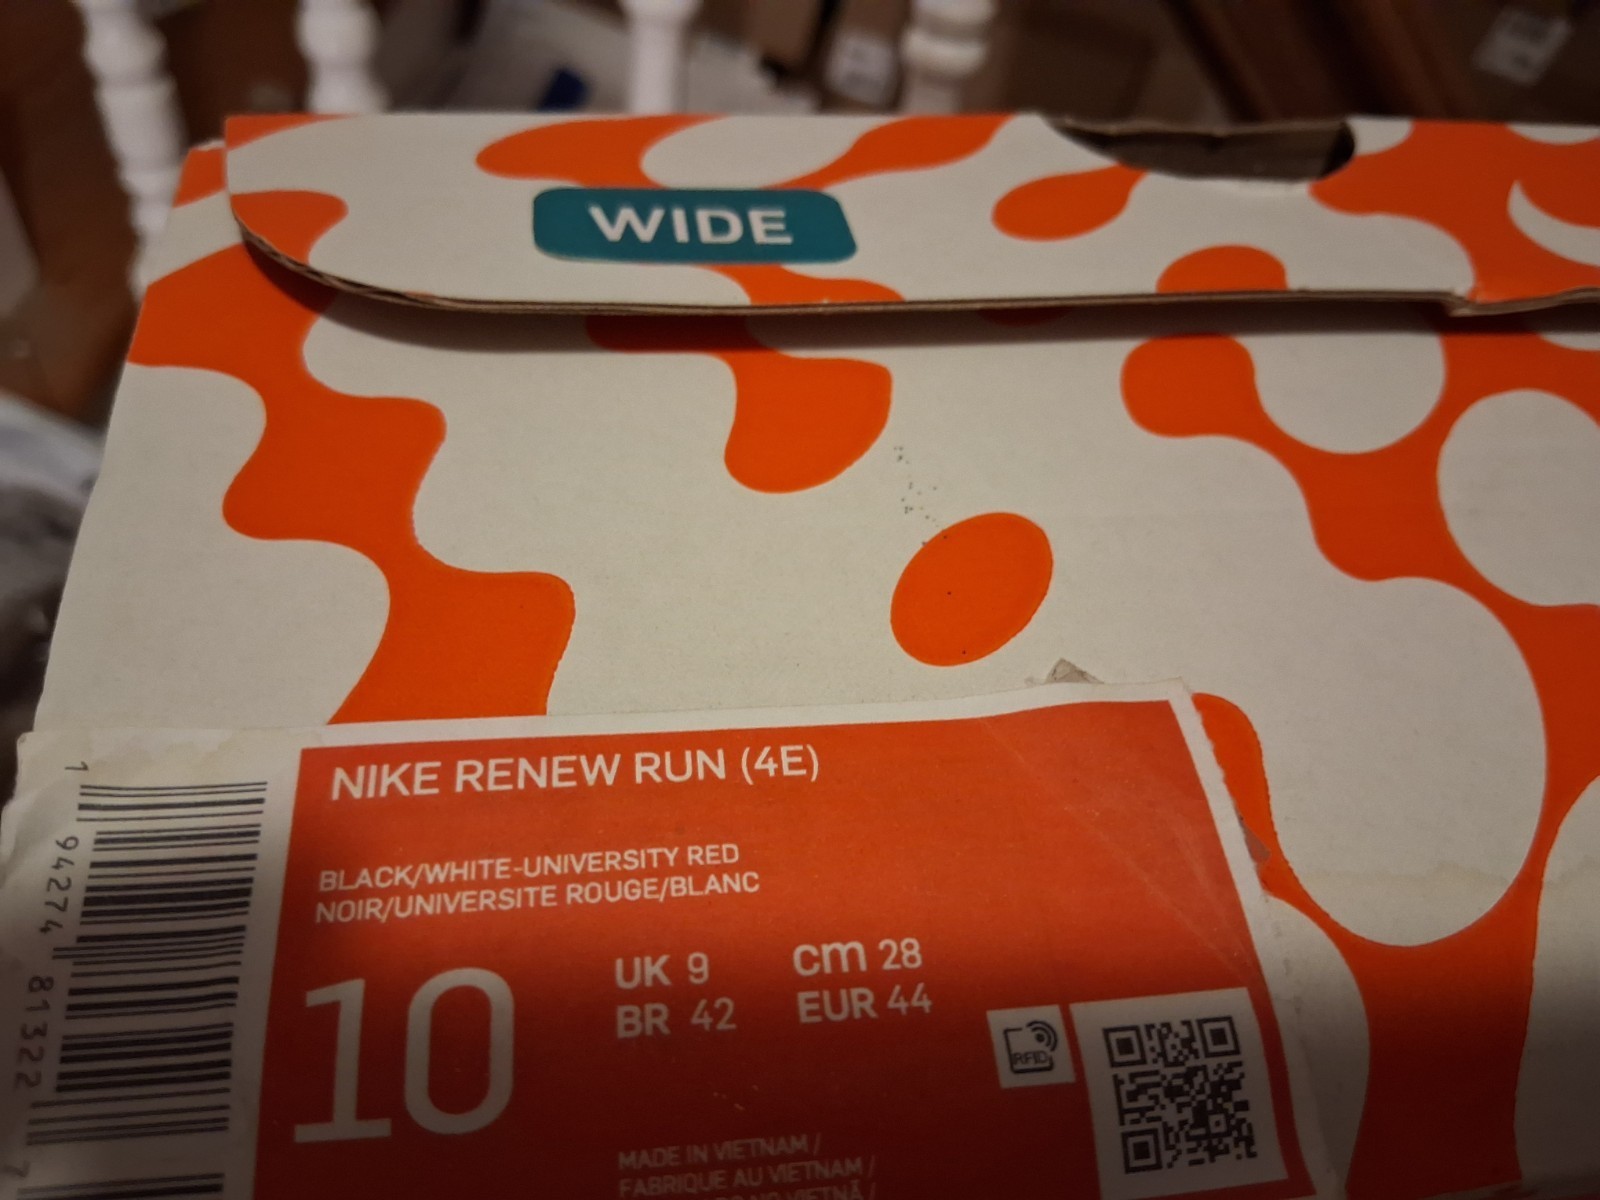 WIDE
NIKE RENEW RUN (4E)
BLACK/WHITE-UNIVERSITY RED
NOIR/UNIVERSITE ROUGE/BLANC
10
UK 9
cm 28
BR 42
EUR 44
RFID
MADE IN VIETNAM /
FABRIQUE AU VIETNAM /
1 94274 81322 7